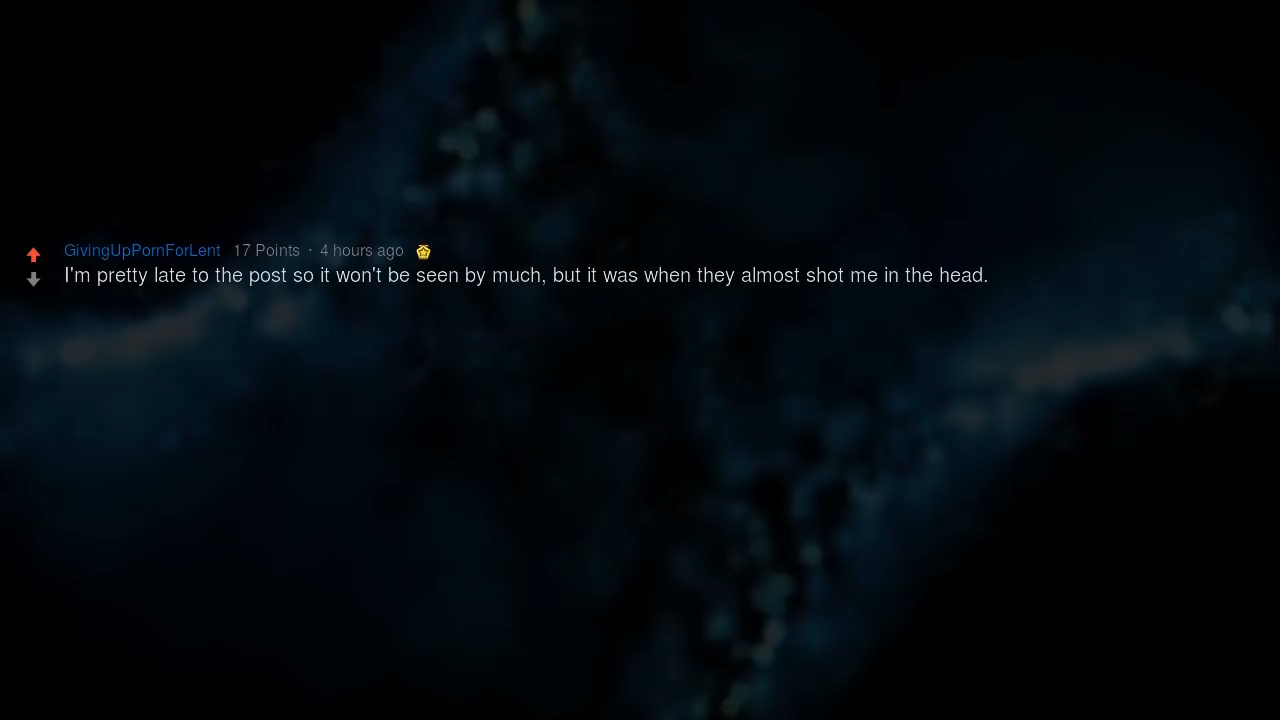 GivingUpPornForLent 17 Points · 4 hours ago
I'm pretty late to the post so it won't be seen by much, but it was when they almost shot me in the head.